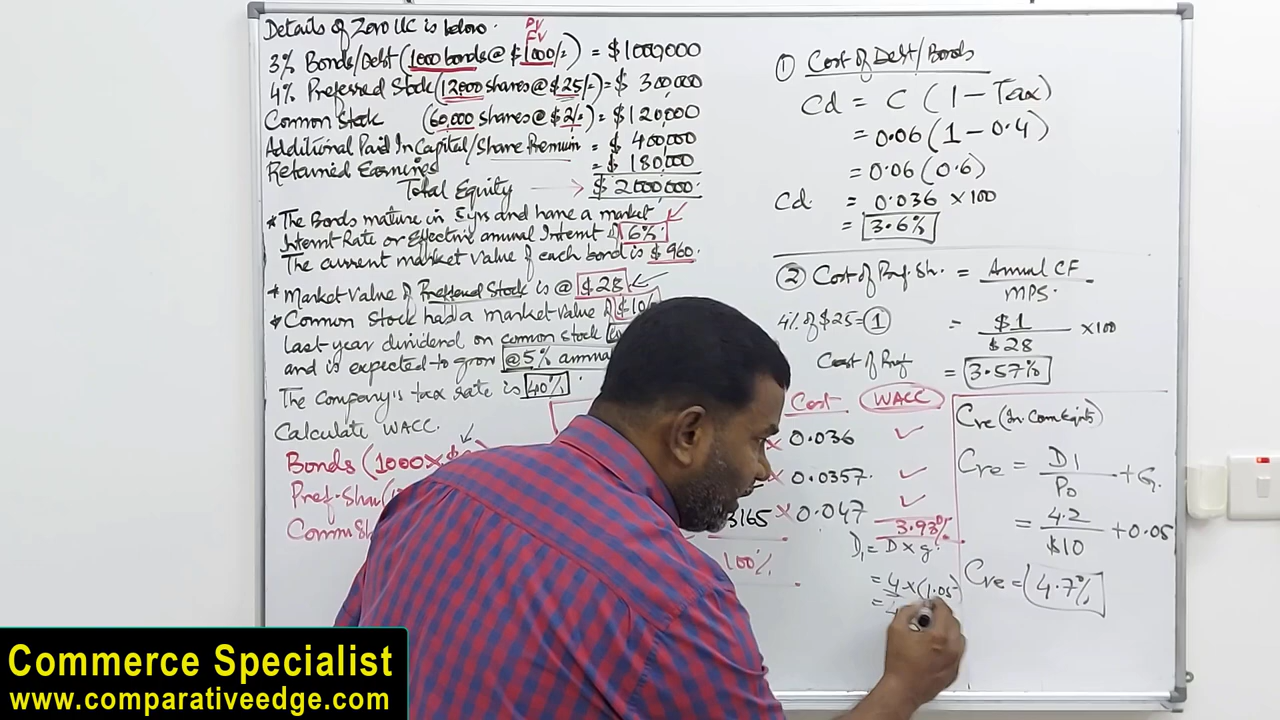 Details of Zero LLC is below.
PV
FV
3% Bonds/Debt (1000 bonds @ $1000/=) = $1000,000
4% Preferred Stock (12000 shares @ $25/=) = $ 300,000
Common Stock (60,000 shares @ $2/=) = $120,000
Additional Paid In Capital/Share Premium = $ 400,000
Retained Earnings = $ 180,000
Total Equity → $ 2000000/-
* The Bonds mature in 5yrs and have a market
Interest Rate or Effective annual Interest of 6%.
The current market value of each bond is $960.
* Market Value of Preferred Stock is @ $28
* Common Stock had a market value of $10/
last year dividend on common stock
and is expected to grow @5% annual
The Company's tax rate is 40%
Calculate WACC.
Bonds (1000 ×
Pref-Shar
Comm
3165
100%
Cost WACC
× 0.036 ✓
× 0.0357 ✓
× 0.047 ✓
3.93%
D1 = D × g
= 4 × (1.05
=
① Cost of Debt/Bonds
Cd = C (1 – Tax)
= 0.06 (1 – 0.4)
= 0.06 (0.6)
Cd = 0.036 × 100
= 3.6%
② Cost of Pref. Sh. = Annual CF
MPS.
4% of $25 = ① = $1
$28 × 100
Cost of Pref = 3.57%
Cre (In Com Equity)
Cre = D1
P0 + G.
= 4.2
$10 + 0.05
Cre = 4.7%
Commerce Specialist
www.comparativeedge.com